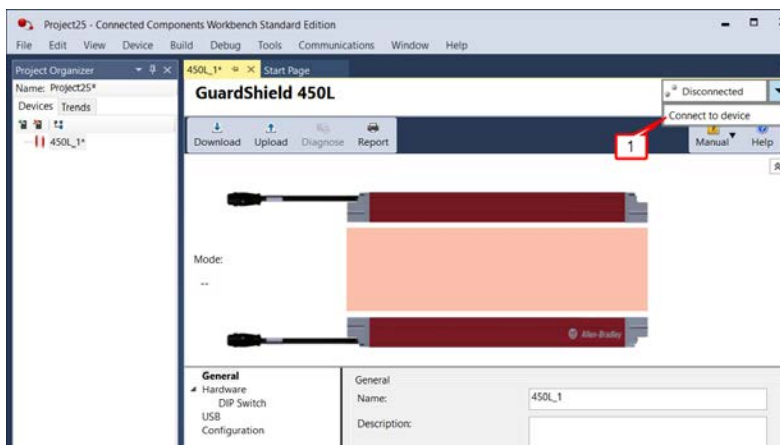 Project25 - Connected Components Workbench Standard Edition
File Edit View Device Build Debug Tools Communications Window Help
Project Organizer
450L_1* Start Page
Name: Project25*
GuardShield 450L
Disconnected
Devices Trends
Connect to device
450L_1*
Download Upload Diagnose Report
1
Manual Help
Mode:
--
Allen-Bradley
General
Hardware
DIP Switch
USB
Configuration
General
Name: 450L_1
Description: